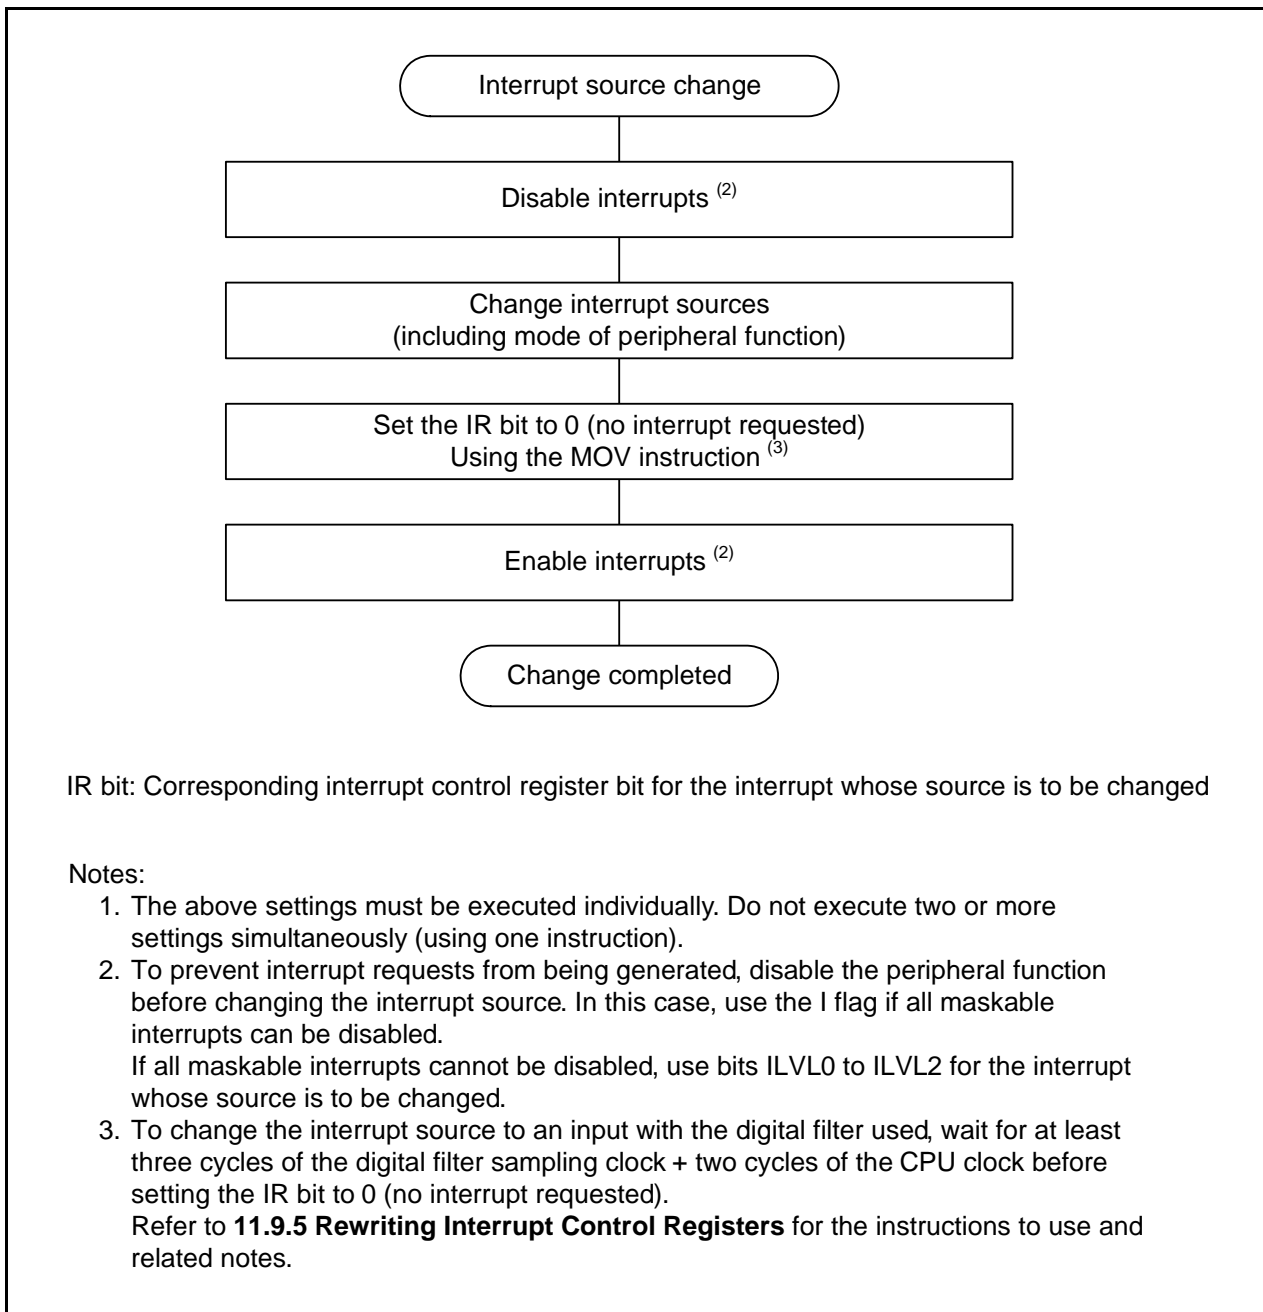 Interrupt source change
Disable interrupts (2)
Change interrupt sources
(including mode of peripheral function)
Set the IR bit to 0 (no interrupt requested)
Using the MOV instruction (3)
Enable interrupts (2)
Change completed
IR bit: Corresponding interrupt control register bit for the interrupt whose source is to be changed
Notes:
1. The above settings must be executed individually. Do not execute two or more
settings simultaneously (using one instruction).
2. To prevent interrupt requests from being generated, disable the peripheral function
before changing the interrupt source. In this case, use the I flag if all maskable
interrupts can be disabled.
If all maskable interrupts cannot be disabled, use bits ILVL0 to ILVL2 for the interrupt
whose source is to be changed.
3. To change the interrupt source to an input with the digital filter used, wait for at least
three cycles of the digital filter sampling clock + two cycles of the CPU clock before
setting the IR bit to 0 (no interrupt requested).
Refer to 11.9.5 Rewriting Interrupt Control Registers for the instructions to use and
related notes.